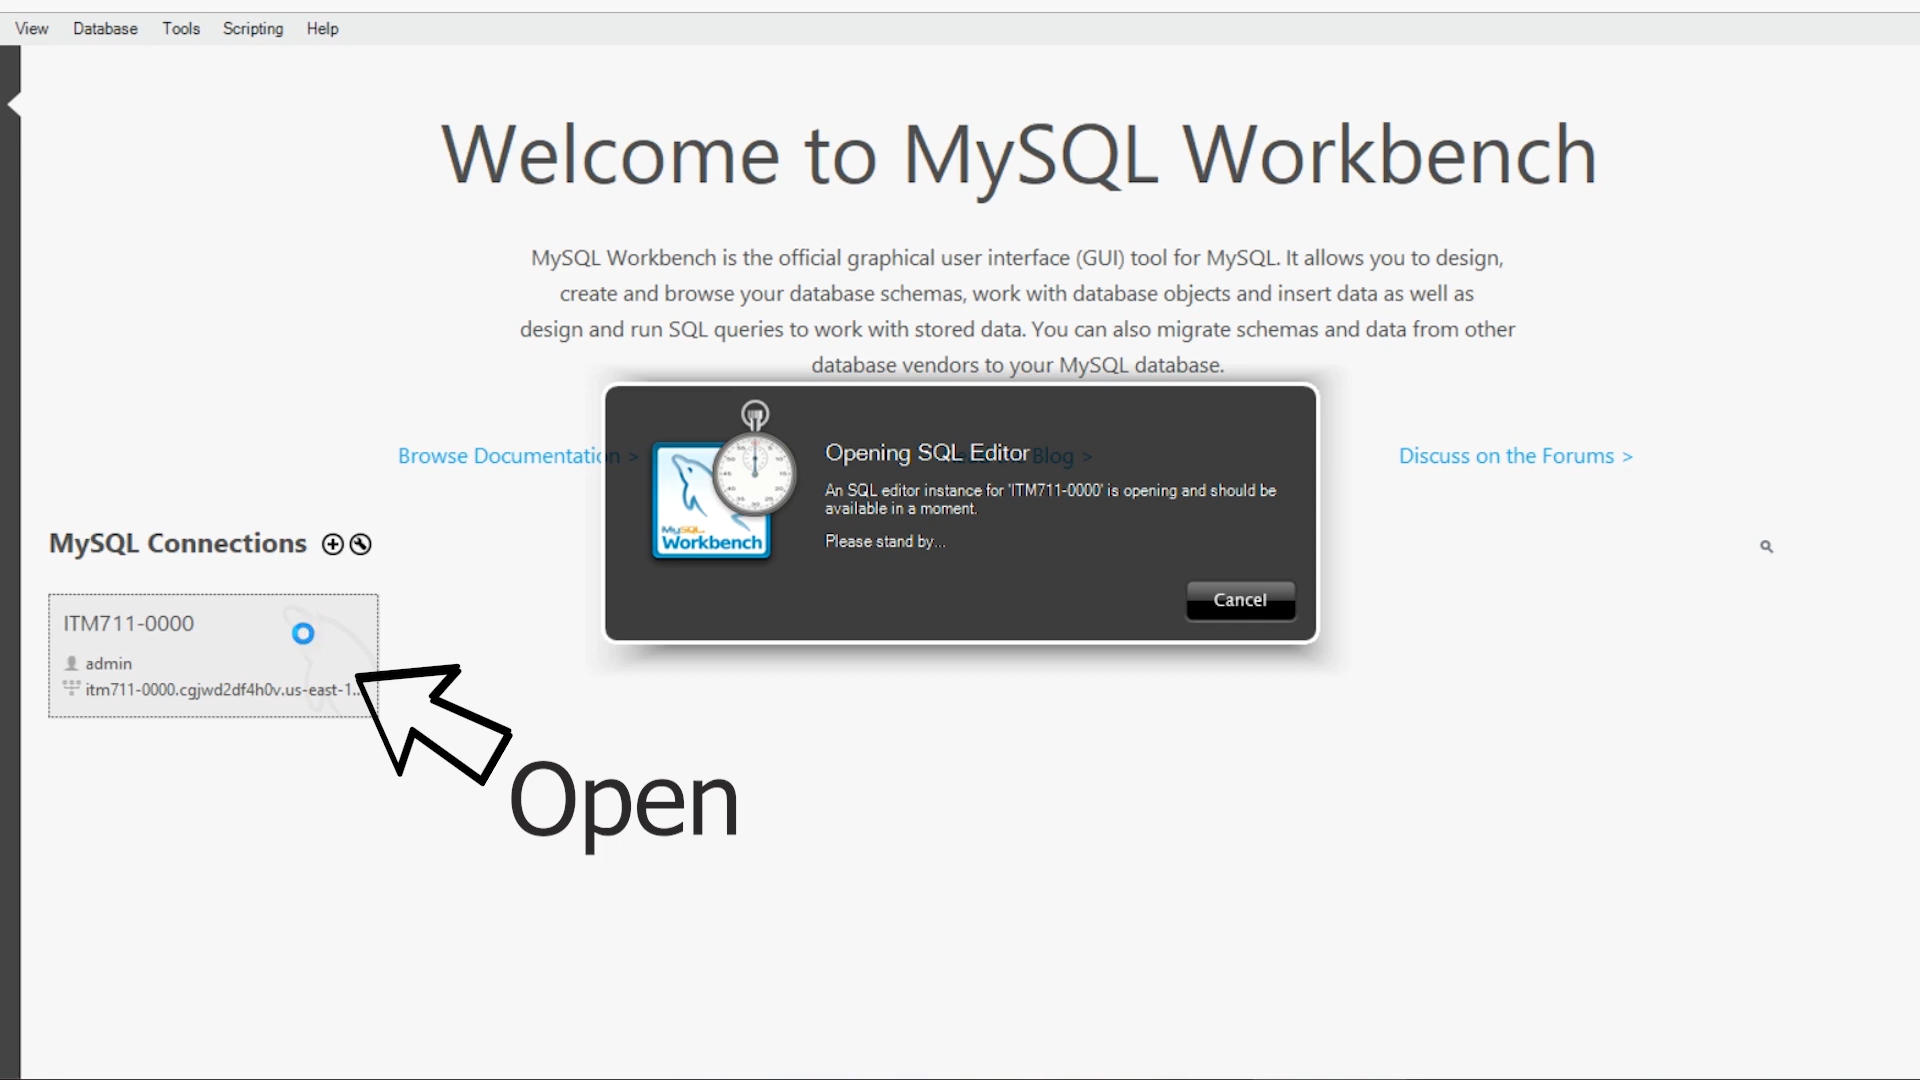 View Database Tools Scripting Help
Welcome to MySQL Workbench
MySQL Workbench is the official graphical user interface (GUI) tool for MySQL. It allows you to design,
create and browse your database schemas, work with database objects and insert data as well as
design and run SQL queries to work with stored data. You can also migrate schemas and data from other
database vendors to your MySQL database.
Browse Documentation >
Blog >
Discuss on the Forums >
Opening SQL Editor
An SQL editor instance for 'ITM711-0000' is opening and should be
available in a moment.
Please stand by...
MySQL
Workbench
Cancel
MySQL Connections
ITM711-0000
admin
itm711-0000.cgjwd2df4h0v.us-east-1...
Open